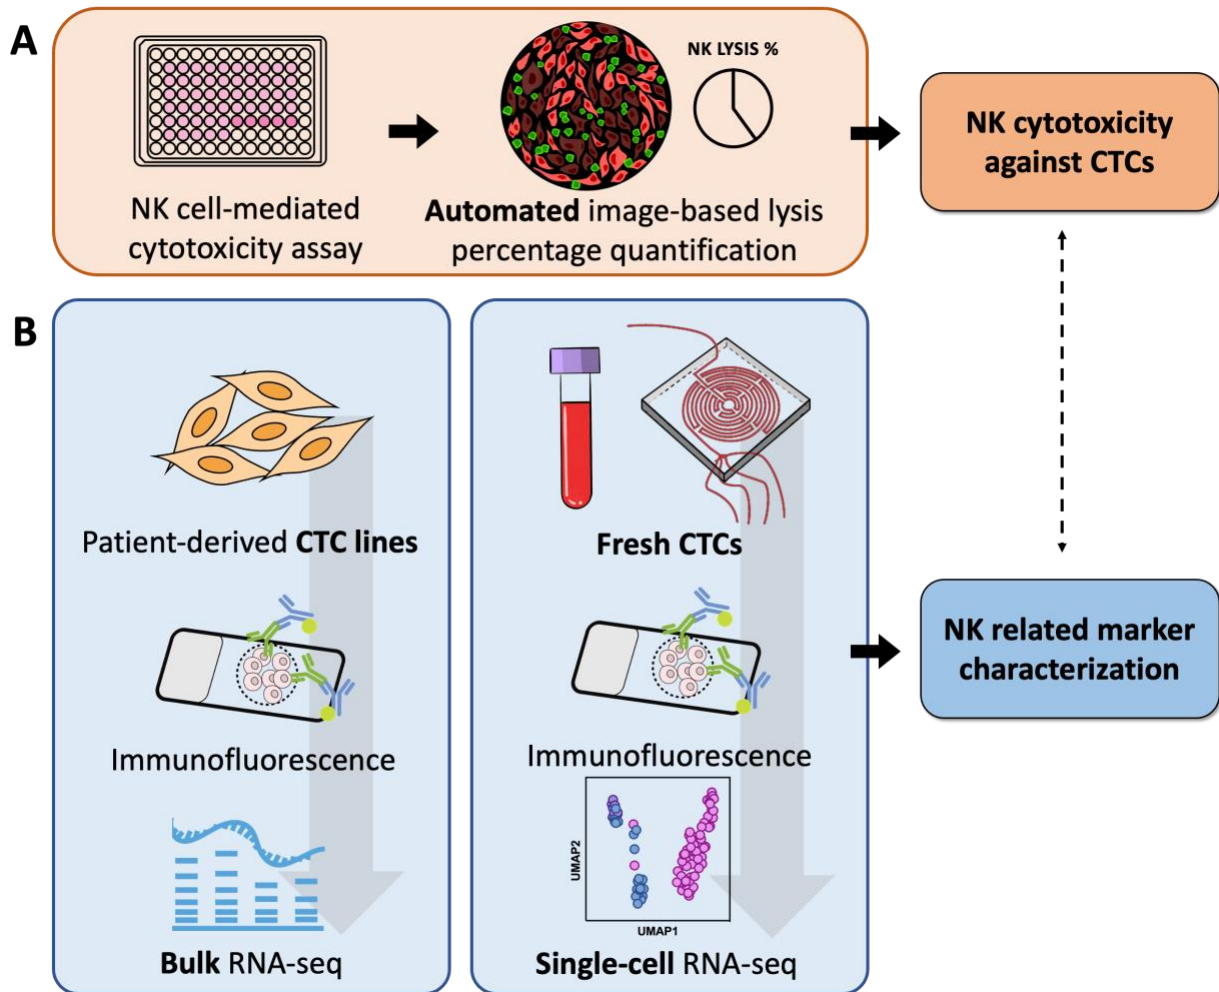 A
NK LYSIS %
NK cell-mediated
cytotoxicity assay
Automated image-based lysis
percentage quantification
NK cytotoxicity
against CTCs
B
Patient-derived CTC lines
Immunofluorescence
Bulk RNA-seq
Fresh CTCs
Immunofluorescence
UMAP2
UMAP1
Single-cell RNA-seq
NK related marker
characterization